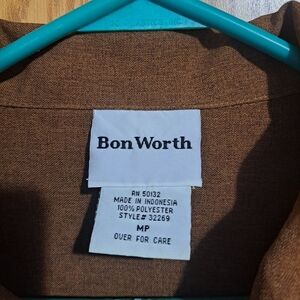 Bon Worth
RN 50132
MADE IN INDONESIA
100% POLYESTER
STYLE# 32269
MP
OVER FOR CARE